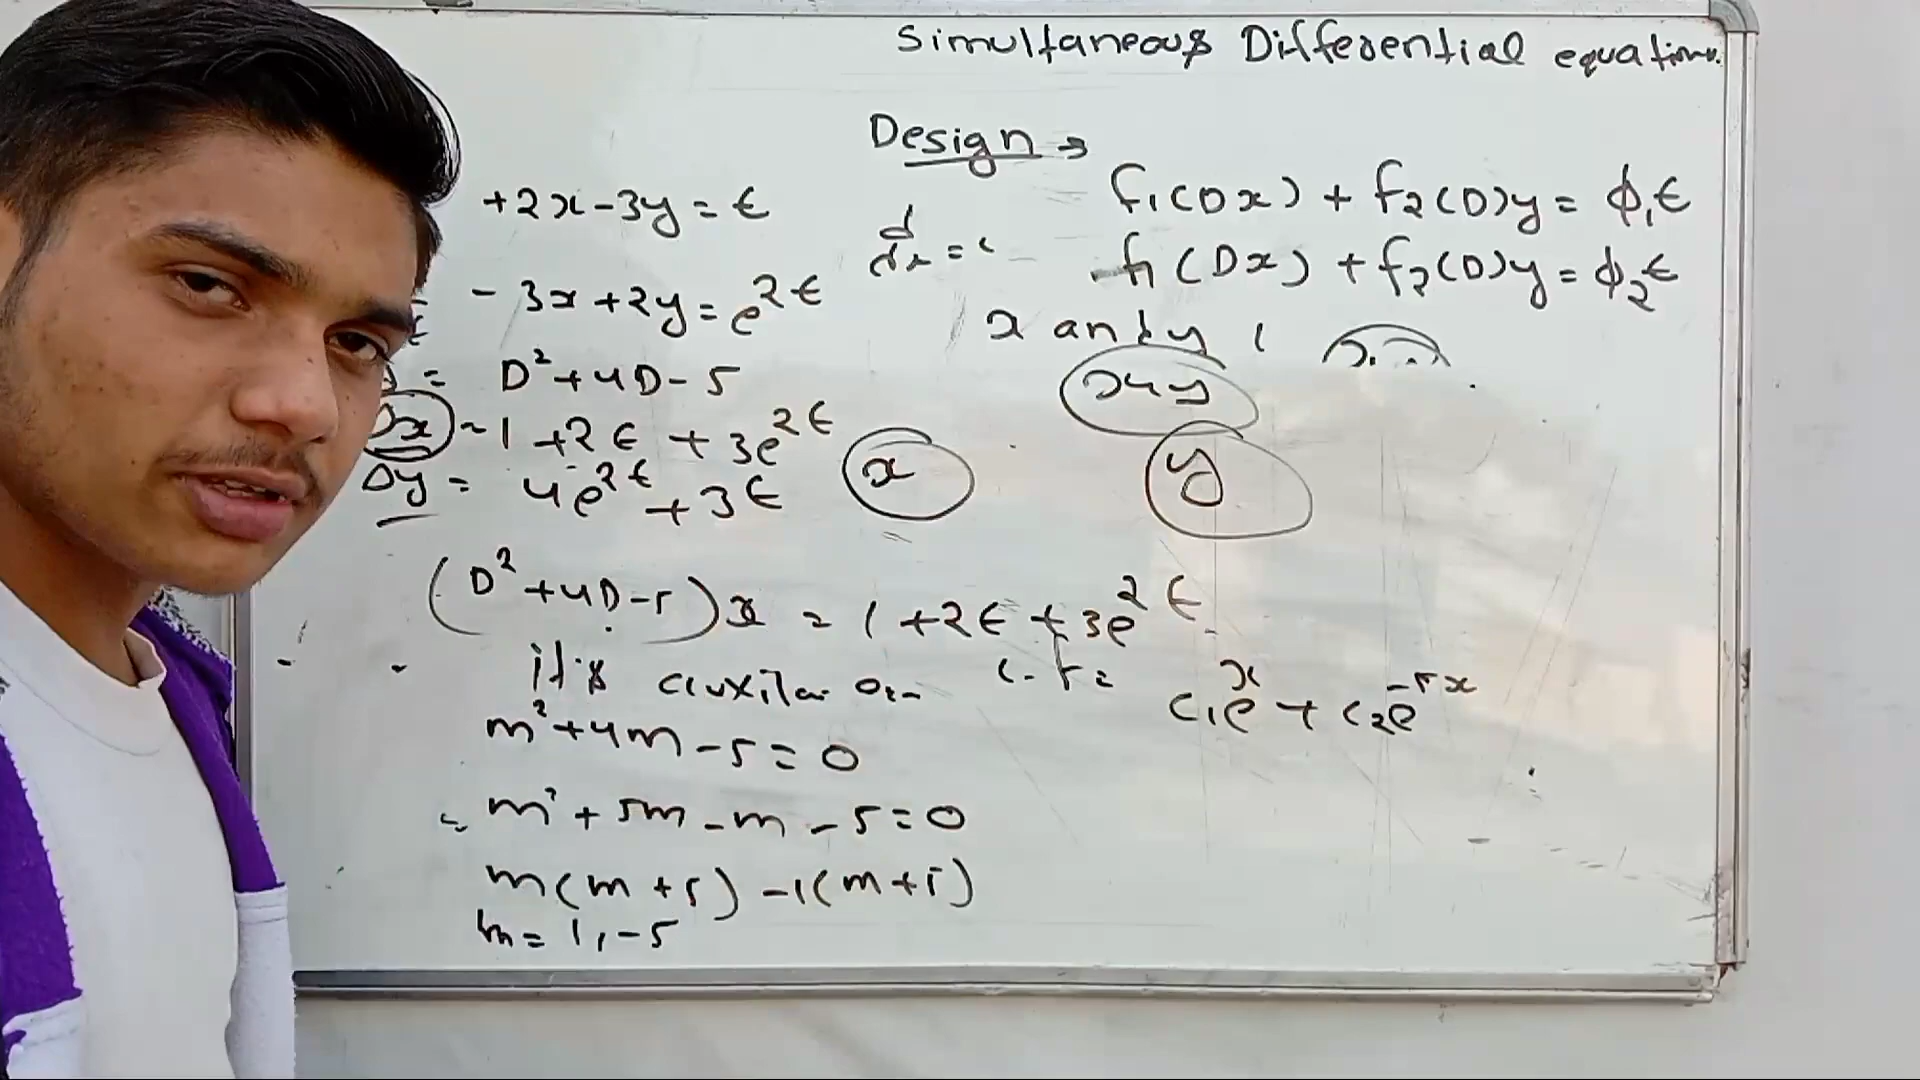 Simultaneous Differential equations.
Design →
f₁(Dx) + f₂(D)y = ϕ₁t
f₁(Dx) + f₂(D)y = ϕ₂t
+2x-3y = t
-3x+2y = e^2t
x and y
= D²+4D-5
Dx = 1+2t + 3e^2t
Dy = 4e^2t + 3t
x
x y
y
(D²+4D-5)x = 1+2t+3e^2t
it's auxilar
C.F = c₁e^x + c₂e^-5x
m²+4m-5=0
= m²+5m-m-5=0
m(m+5)-1(m+5)
m=1,-5